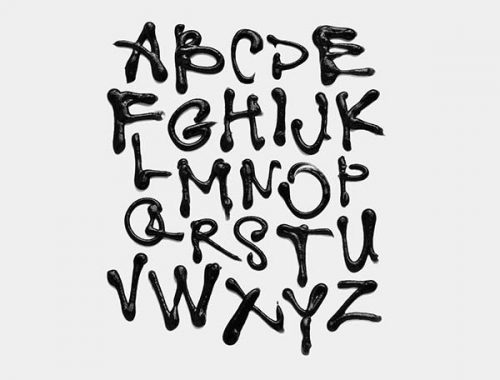 ABCDE
FGHIJK
LMNOP
QRSTU
VWXYZ